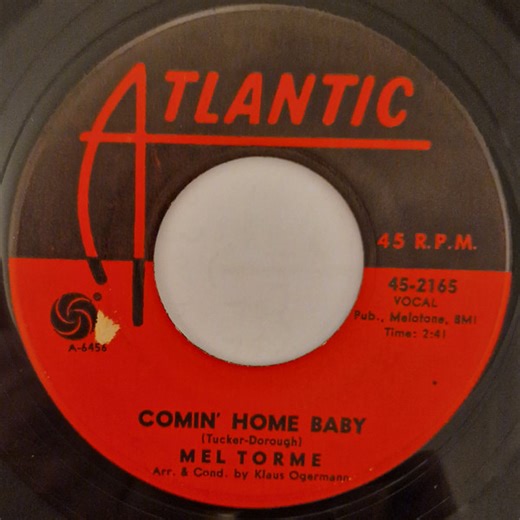 ATLANTIC
45 R.P.M.
45-2165
VOCAL
Pub., Melotone, BMI
Time: 2:41
A-6456
COMIN' HOME BABY
(Tucker-Dorough)
MEL TORME
Arr. & Cond. by Klaus Ogermann